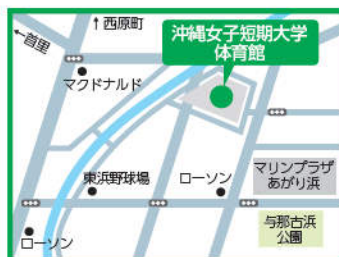 ↑西原町
←首里
沖縄女子短期大学
体育館
マクドナルド
東浜野球場
ローソン
マリンプラザ
あがり浜
与那古浜
公園
ローソン